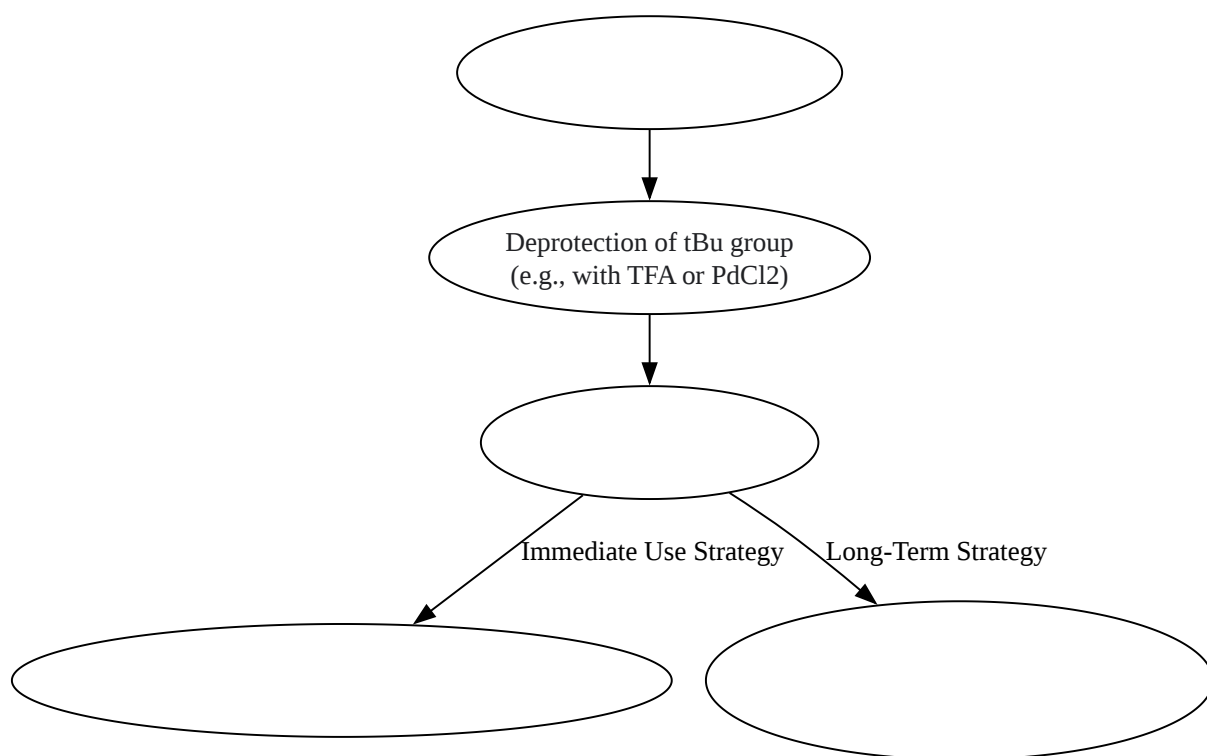 Deprotection of tBu group
(e.g., with TFA or PdCl2)
Immediate Use Strategy
Long-Term Strategy